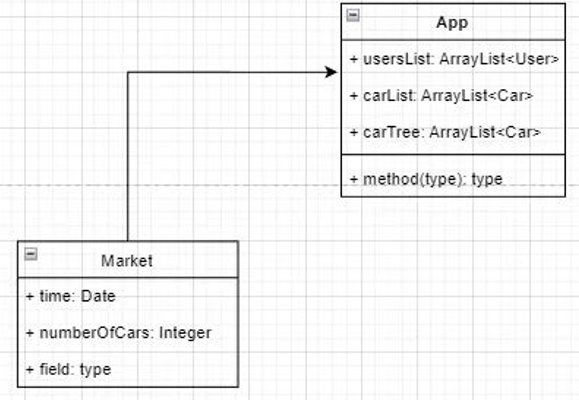 App
+ usersList: ArrayList<User>
+ carList: ArrayList<Car>
+ carTree: ArrayList<Car>
+ method(type): type
Market
+ time: Date
+ numberOfCars: Integer
+ field: type